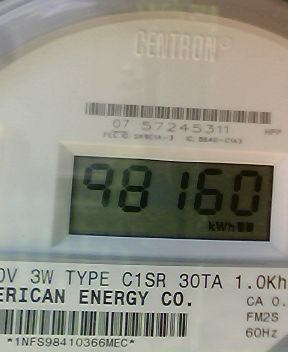 CENTRON®
07 57245311
98160
kWh
0V 3W TYPE C1SR 30TA 1.0Kh
ERICAN ENERGY CO.
CA 0.
FM2S
60Hz
*1NFS98410366MEC*